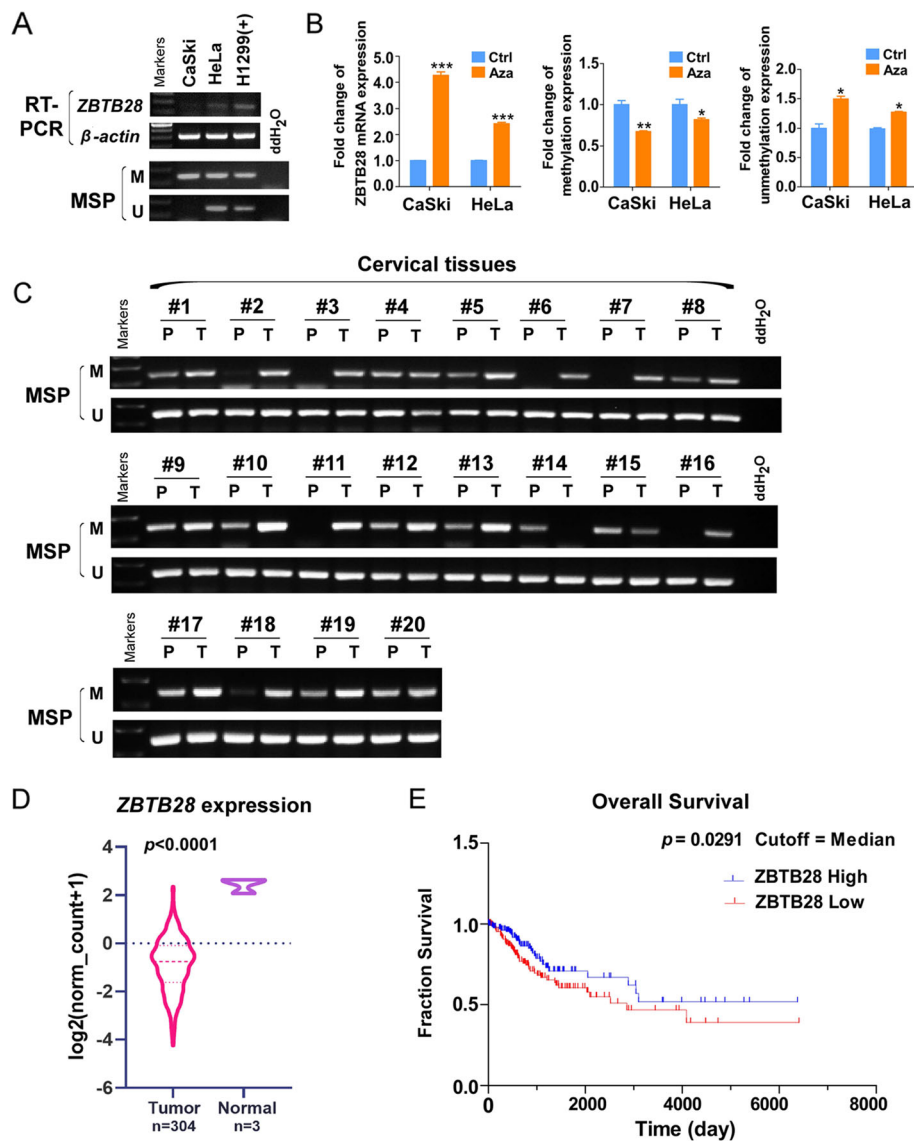 A
Markers
CaSki
HeLa
H1299(+)
ddH2O
RT-PCR
ZBTB28
β-actin
MSP
M
U
B
Fold change of
ZBTB28 mRNA expression
5.0
4.0
3.0
2.0
1.0
***
***
Ctrl
Aza
CaSki HeLa
Fold change of
methylation expression
1.5
1.0
0.5
0.0
**
*
Ctrl
Aza
CaSki HeLa
Fold change of
unmethylation expression
2.0
1.5
1.0
0.5
0.0
*
*
Ctrl
Aza
CaSki HeLa
C
Cervical tissues
Markers
#1 #2 #3 #4 #5 #6 #7 #8
P T P T P T P T P T P T P T P T
ddH2O
MSP
M
U
Markers
#9 #10 #11 #12 #13 #14 #15 #16
P T P T P T P T P T P T P T P T
ddH2O
MSP
M
U
Markers
#17 #18 #19 #20
P T P T P T P T
MSP
M
U
D
ZBTB28 expression
p<0.0001
log2(norm_count+1)
4
2
0
-2
-4
-6
Tumor Normal
n=304 n=3
E
Overall Survival
p = 0.0291 Cutoff = Median
ZBTB28 High
ZBTB28 Low
Fraction Survival
1.5
1.0
0.5
0.0
0 2000 4000 6000 8000
Time (day)